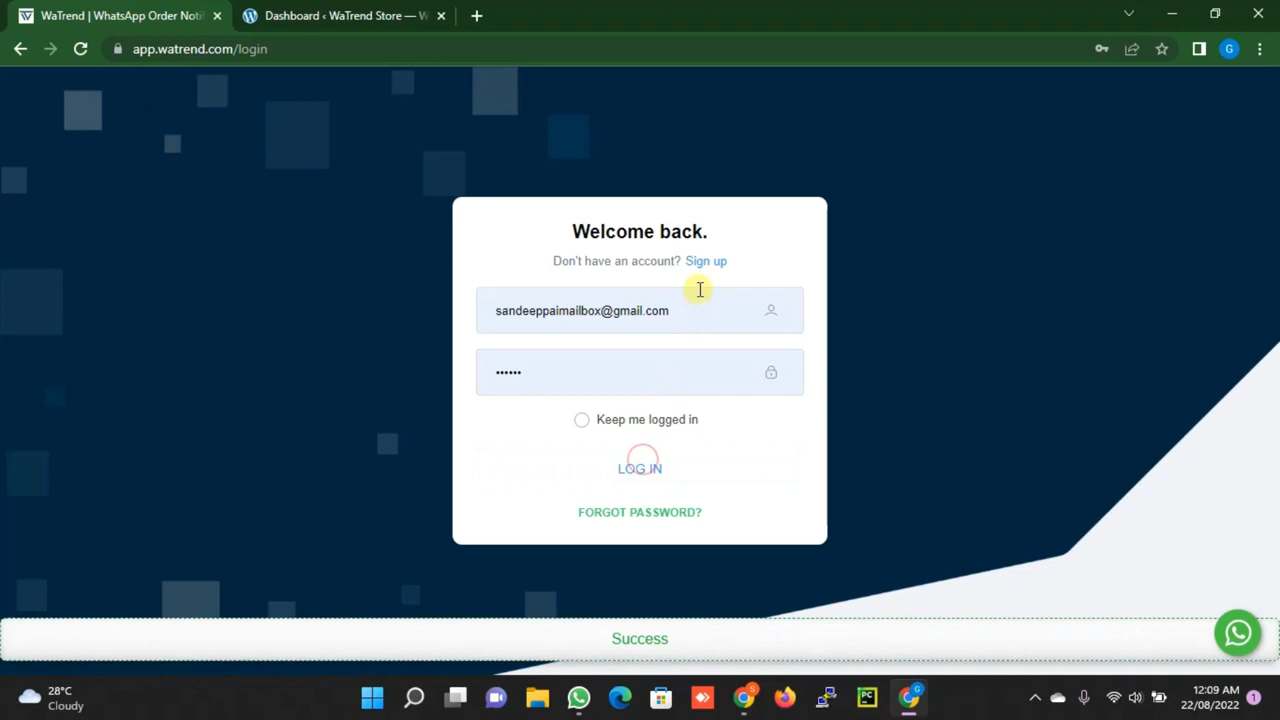 WaTrend | WhatsApp Order Noti
Dashboard ‹ WaTrend Store — W
app.watrend.com/login
G
Welcome back.
Don't have an account? Sign up
sandeeppaimailbox@gmail.com
••••••
Keep me logged in
LOG IN
FORGOT PASSWORD?
Success
28°C
Cloudy
S
PC
G
12:09 AM
22/08/2022
1